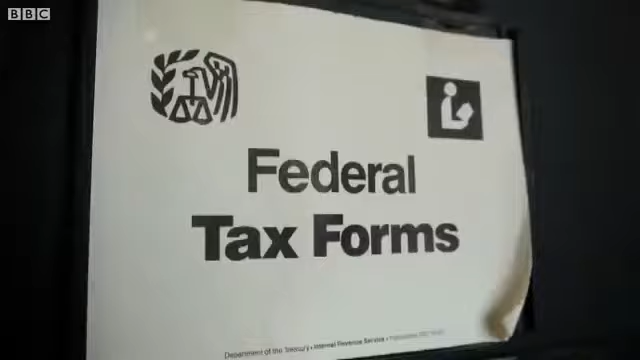 BBC
Federal
Tax Forms
Department of the Treasury • Internal Revenue Service •